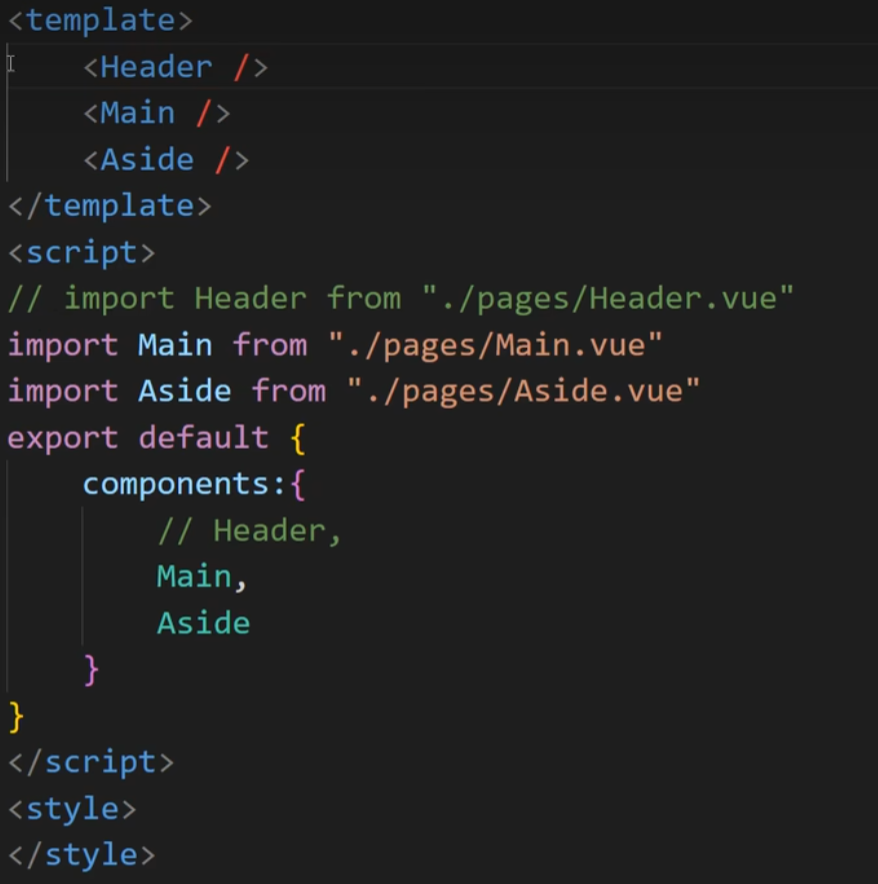 <template>
    <Header />
    <Main />
    <Aside />
</template>
<script>
// import Header from "./pages/Header.vue"
import Main from "./pages/Main.vue"
import Aside from "./pages/Aside.vue"
export default {
    components:{
        // Header,
        Main,
        Aside
    }
}
</script>
<style>
</style>